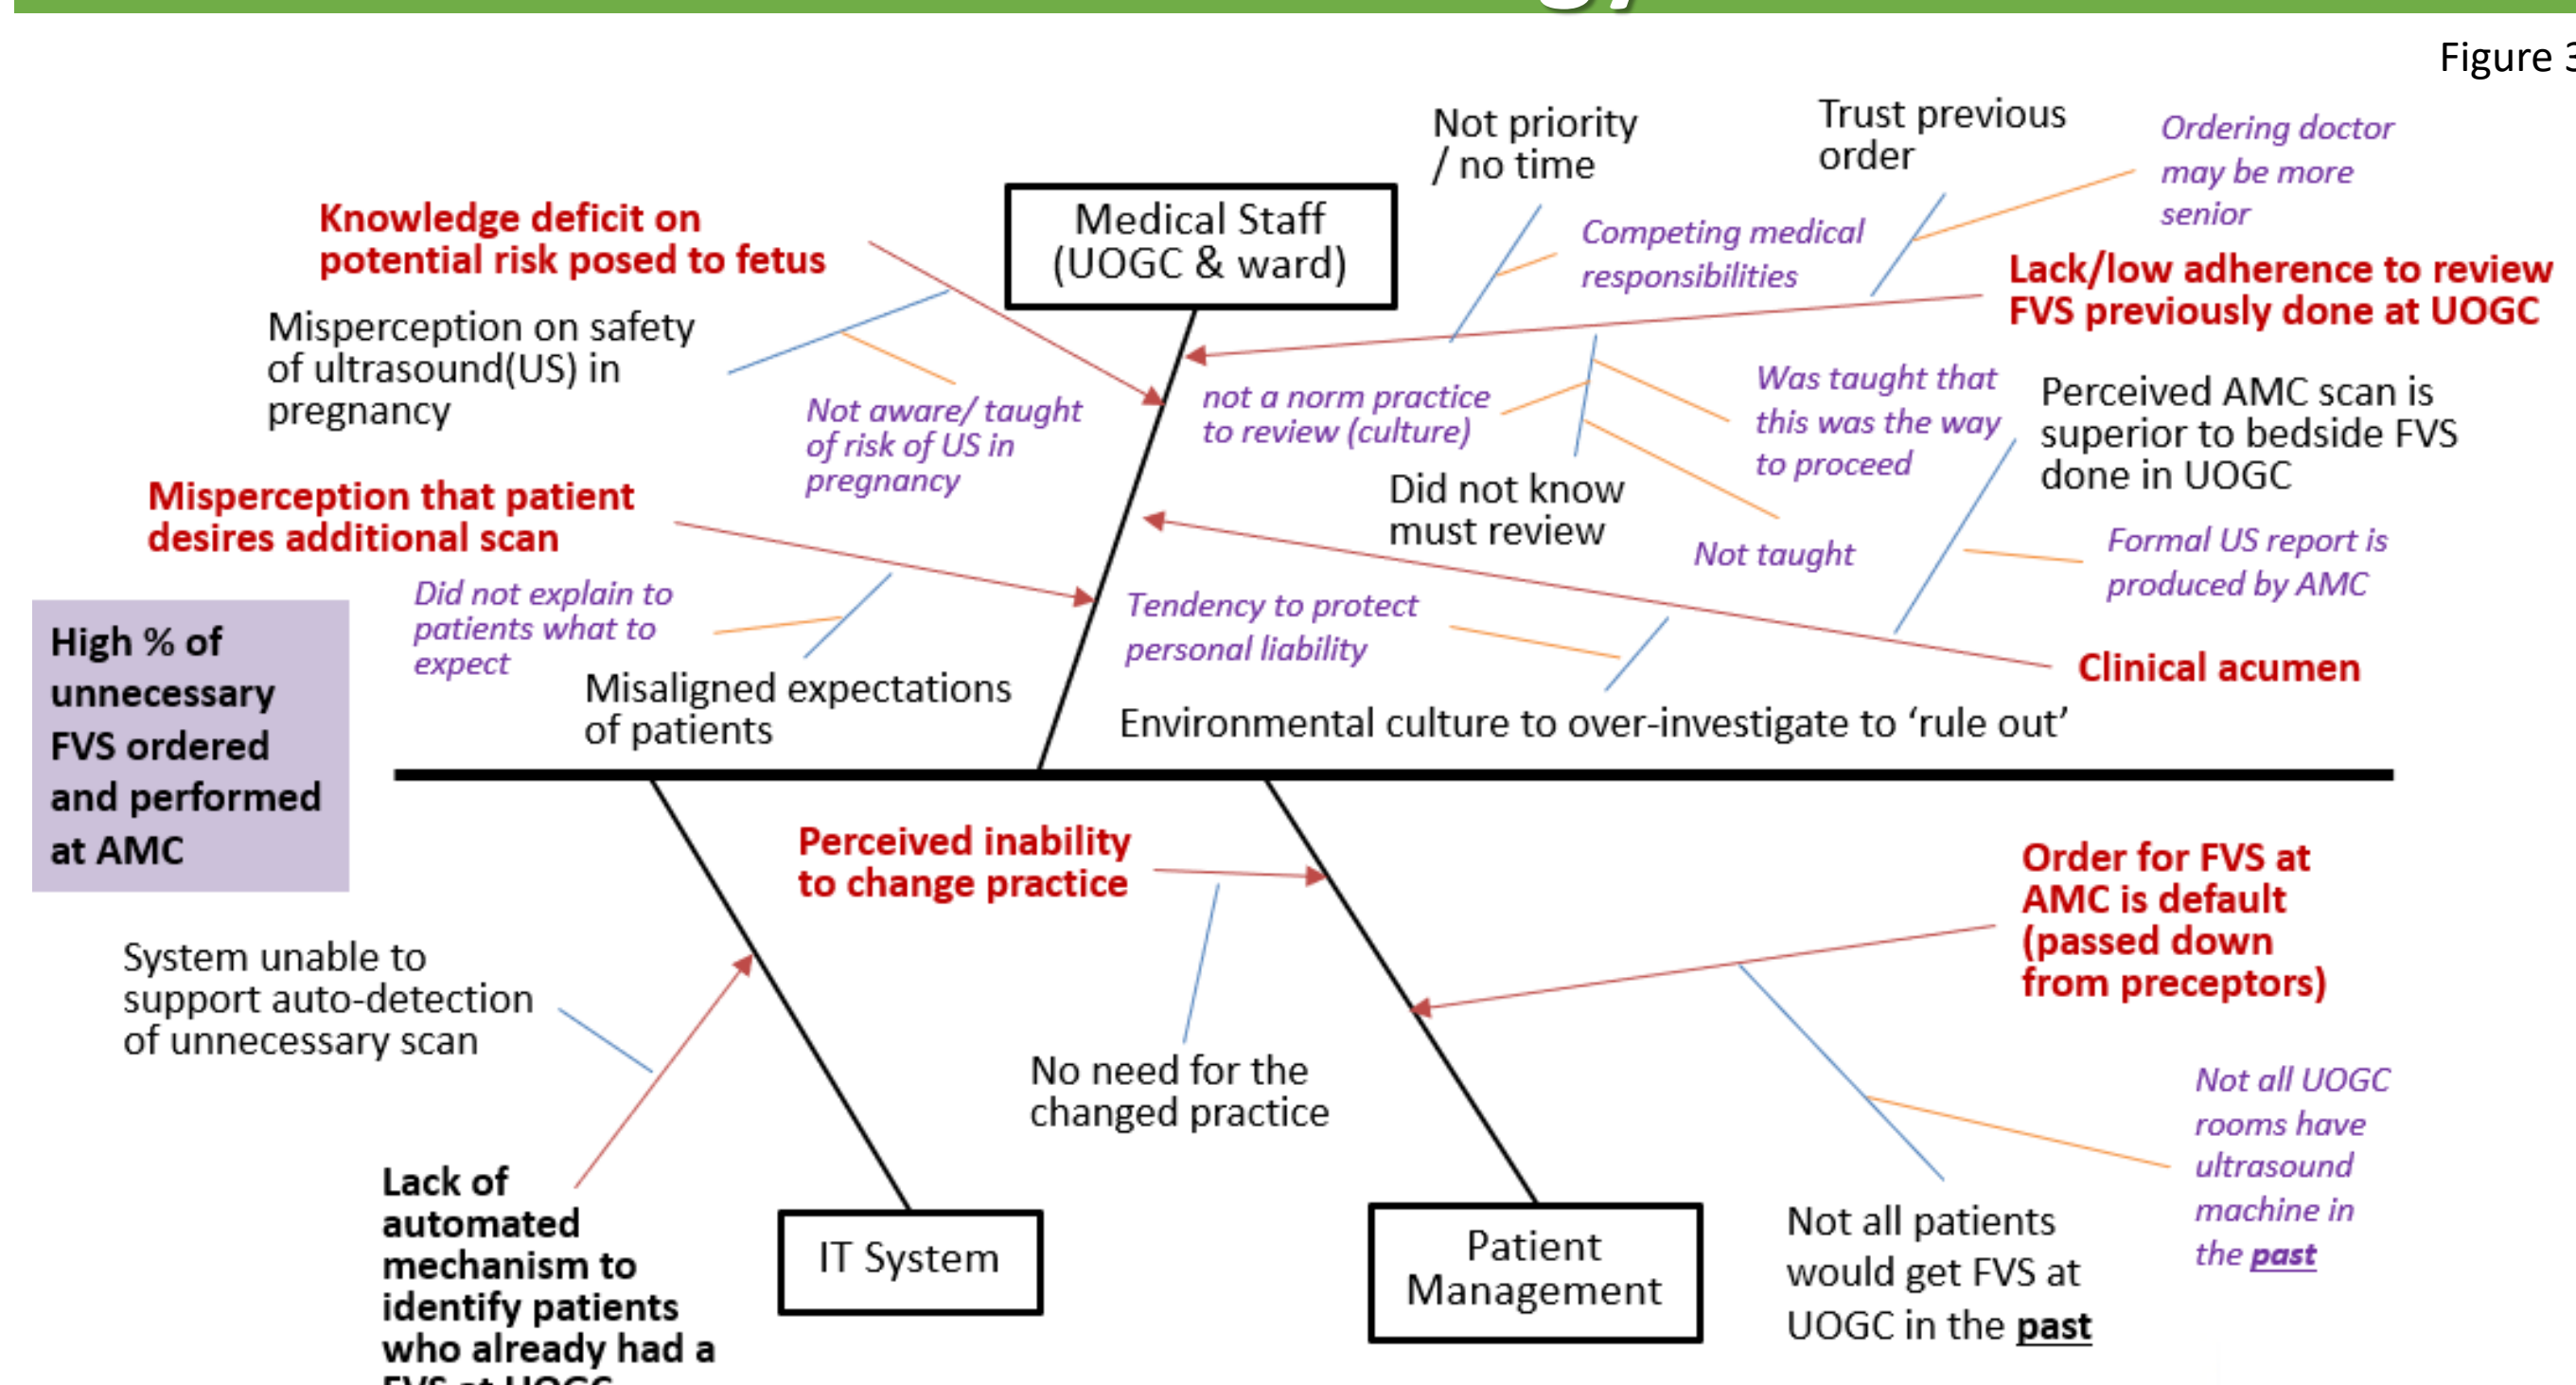 Figure 3
Not priority
/ no time
Trust previous
order
Ordering doctor
may be more
senior
Knowledge deficit on
potential risk posed to fetus
Medical Staff
(UOGC & ward)
Competing medical
responsibilities
Lack/low adherence to review
FVS previously done at UOGC
Misperception on safety
of ultrasound(US) in
pregnancy
Not aware/ taught
of risk of US in
pregnancy
not a norm practice
to review (culture)
Was taught that
this was the way
to proceed
Perceived AMC scan is
superior to bedside FVS
done in UOGC
Did not know
must review
Not taught
Formal US report is
produced by AMC
Misperception that patient
desires additional scan
Did not explain to
patients what to
expect
Misaligned expectations
of patients
Tendency to protect
personal liability
Clinical acumen
Environmental culture to over-investigate to ‘rule out’
High % of
unnecessary
FVS ordered
and performed
at AMC
Perceived inability
to change practice
Order for FVS at
AMC is default
(passed down
from preceptors)
System unable to
support auto-detection
of unnecessary scan
No need for the
changed practice
Not all UOGC
rooms have
ultrasound
machine in
the past
Lack of
automated
mechanism to
identify patients
who already had a
FVS at UOGC
IT System
Patient
Management
Not all patients
would get FVS at
UOGC in the past